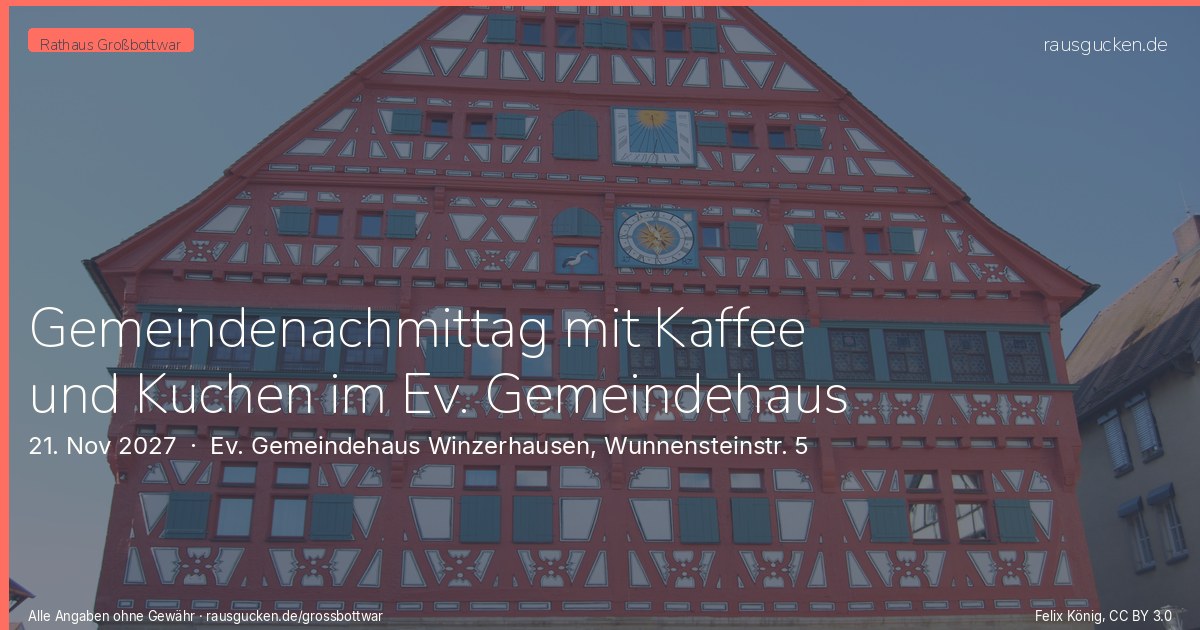 Rathaus Großbottwar
rausgucken.de
Gemeindenachmittag mit Kaffee
und Kuchen im Ev. Gemeindehaus
21. Nov 2027 · Ev. Gemeindehaus Winzerhausen, Wunnensteinstr. 5
Alle Angaben ohne Gewähr · rausgucken.de/grossbottwar
Felix König, CC BY 3.0